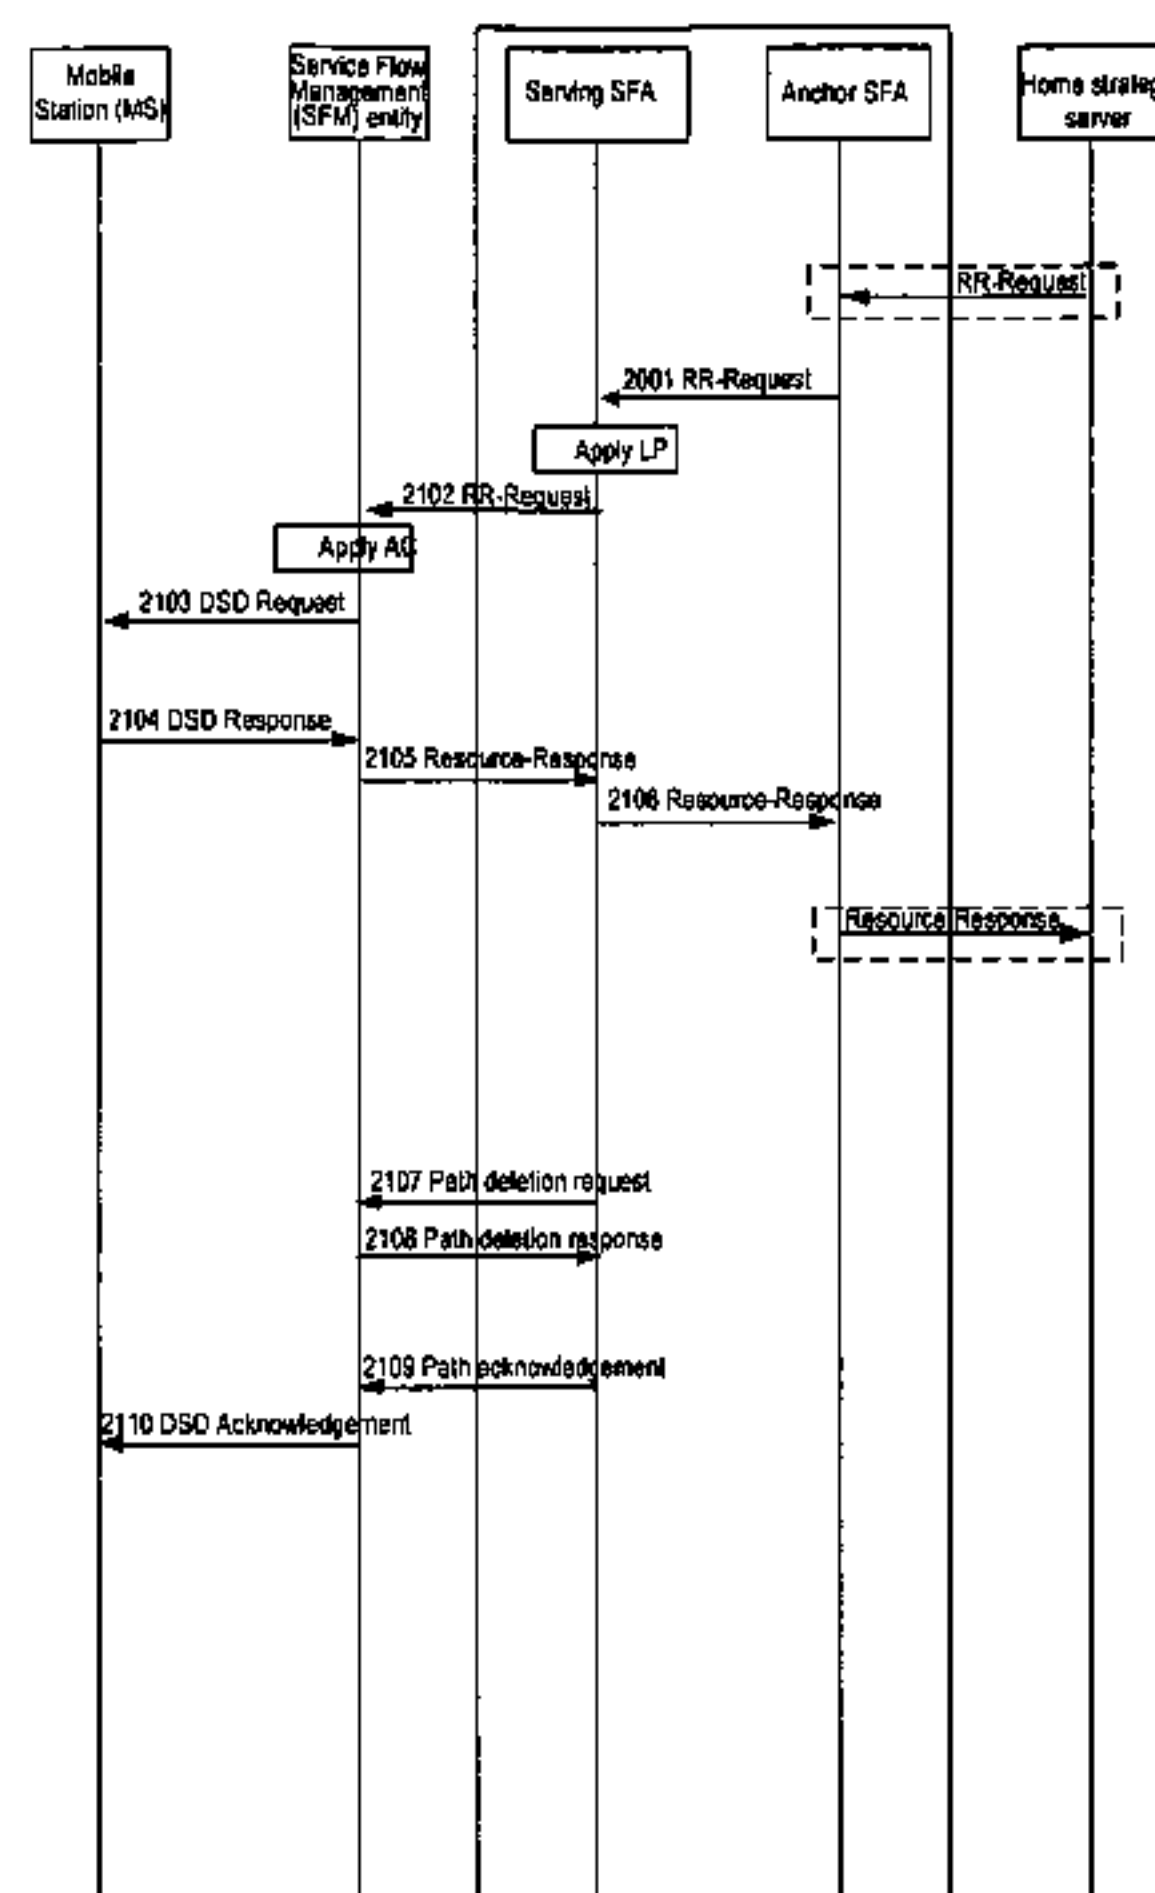 Mobile
Station (MS)
Service Flow
Management
(SFM) entity
Serving SFA
Anchor SFA
Home strateg
server
RR-Request
2001 RR-Request
Apply LP
2102 RR-Request
Apply AC
2103 DSD Request
2104 DSD Response
2105 Resource-Response
2106 Resource-Response
Resource Response
2107 Path deletion request
2108 Path deletion response
2109 Path acknowledgement
2110 DSD Acknowledgement